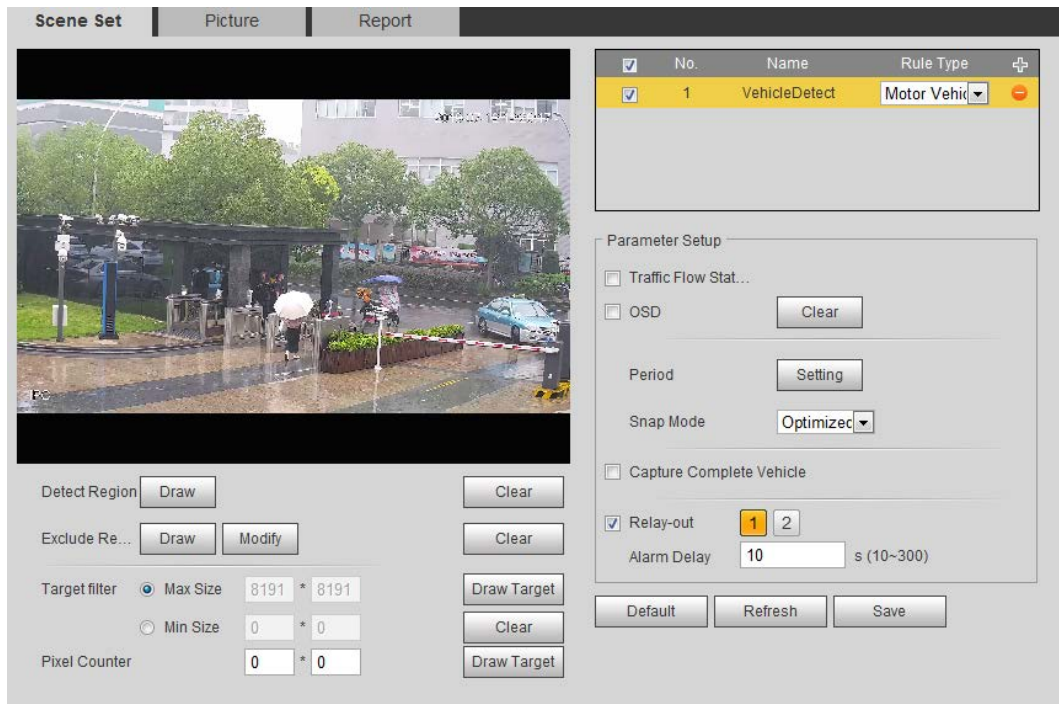 Scene Set
Picture
Report
No. Name Rule Type
1 VehicleDetect Motor Vehic
Parameter Setup
Traffic Flow Stat...
OSD Clear
Period Setting
Snap Mode Optimized
Capture Complete Vehicle
Relay-out 1 2
Alarm Delay 10 s (10~300)
Default Refresh Save
PC
Detect Region Draw Clear
Exclude Re... Draw Modify Clear
Target filter Max Size 8191 * 8191 Draw Target
Min Size 0 * 0 Clear
Pixel Counter 0 * 0 Draw Target